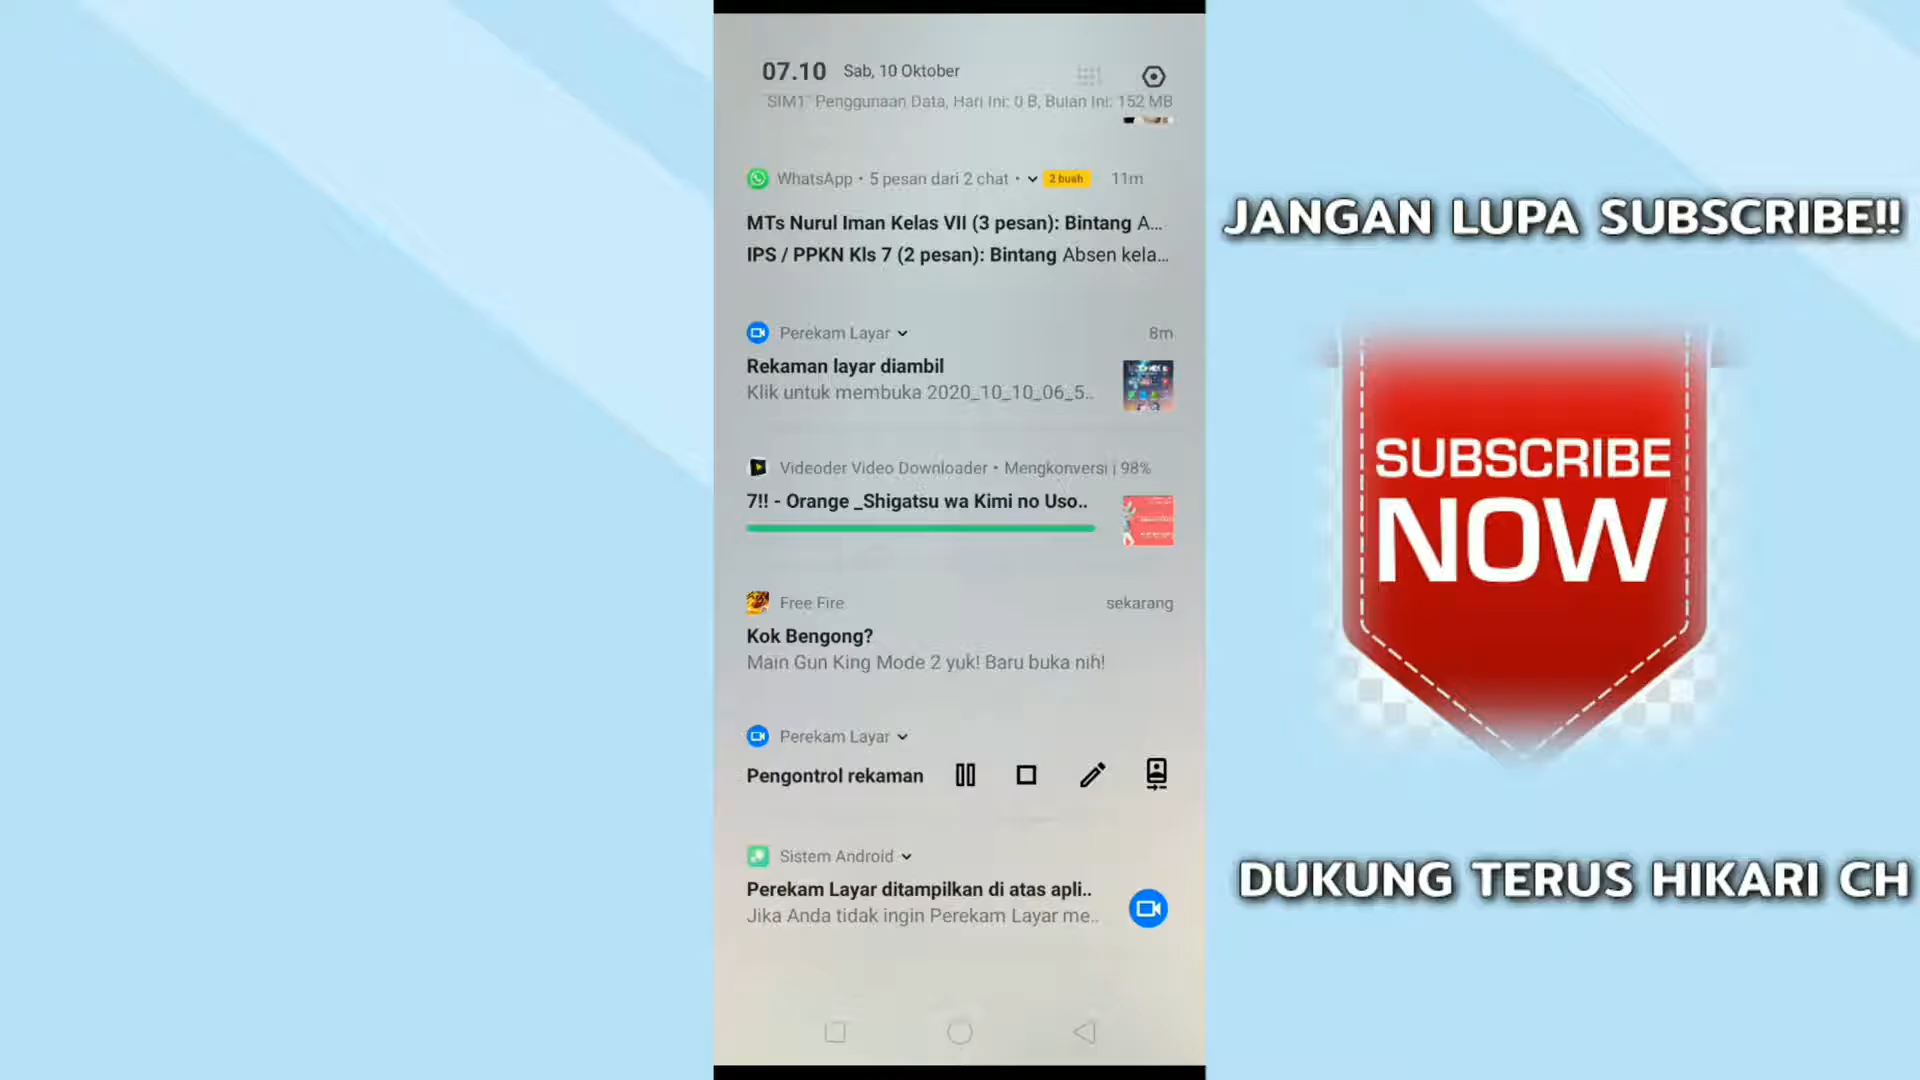 07.10 Sab, 10 Oktober
SIM1 Penggunaan Data, Hari Ini: 0 B, Bulan Ini: 152 MB
WhatsApp • 5 pesan dari 2 chat • 2 buah 11m
MTs Nurul Iman Kelas VII (3 pesan): Bintang A...
IPS / PPKN Kls 7 (2 pesan): Bintang Absen kela...
Perekam Layar 8m
Rekaman layar diambil
Klik untuk membuka 2020_10_10_06_5..
Videoder Video Downloader • Mengkonversi | 98%
7!! - Orange _Shigatsu wa Kimi no Uso..
Free Fire sekarang
Kok Bengong?
Main Gun King Mode 2 yuk! Baru buka nih!
Perekam Layar
Pengontrol rekaman
Sistem Android
Perekam Layar ditampilkan di atas apli..
Jika Anda tidak ingin Perekam Layar me..
JANGAN LUPA SUBSCRIBE!!
SUBSCRIBE
NOW
DUKUNG TERUS HIKARI CH